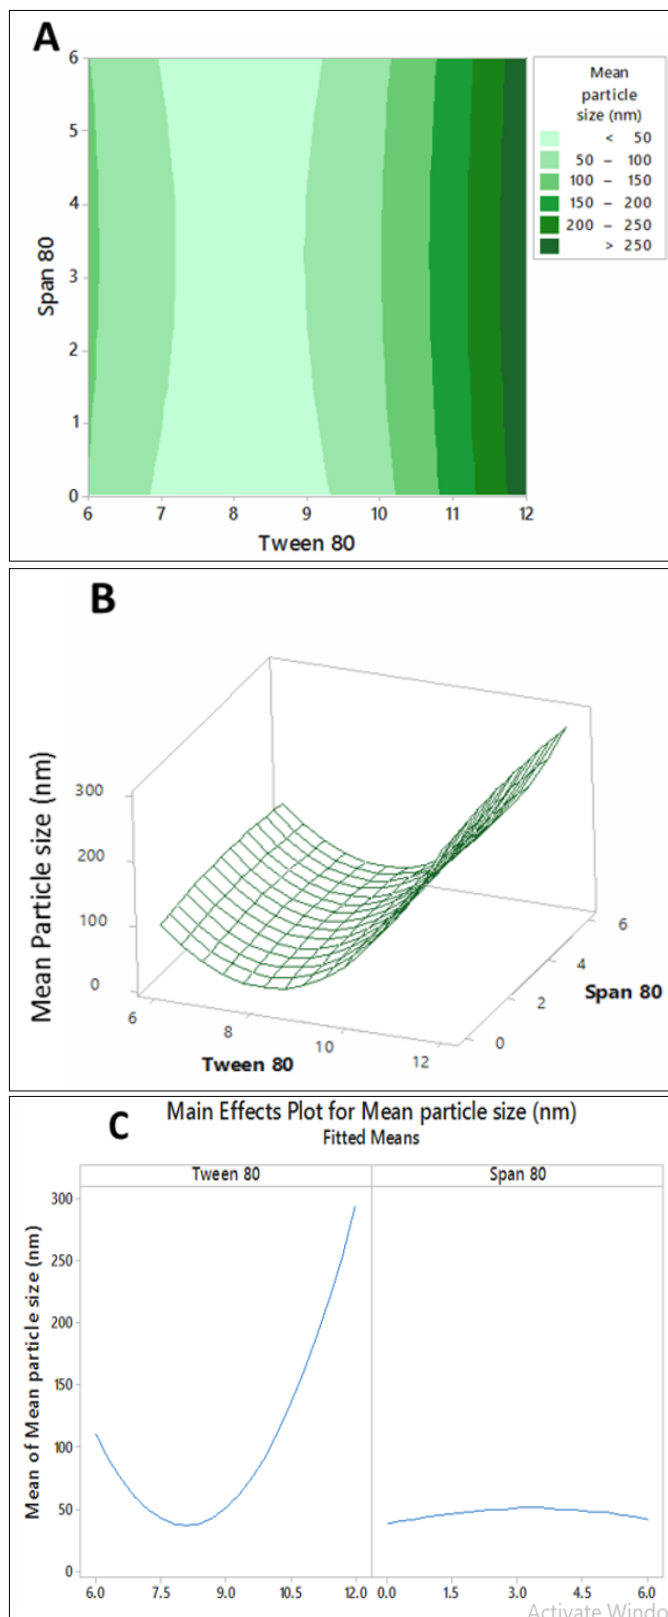 A
6
5
4
3
2
1
0
Span 80
6 7 8 9 10 11 12
Tween 80
Mean
particle
size (nm)
< 50
50 – 100
100 – 150
150 – 200
200 – 250
> 250
B
Mean Particle size (nm)
300
200
100
0
6
8
10
12
Tween 80
0
2
4
6
Span 80
C
Main Effects Plot for Mean particle size (nm)
Fitted Means
Tween 80 Span 80
Mean of Mean particle size (nm)
300
250
200
150
100
50
0
6.0 7.5 9.0 10.5 12.0 0.0 1.5 3.0 4.5 6.0
Activate Windo